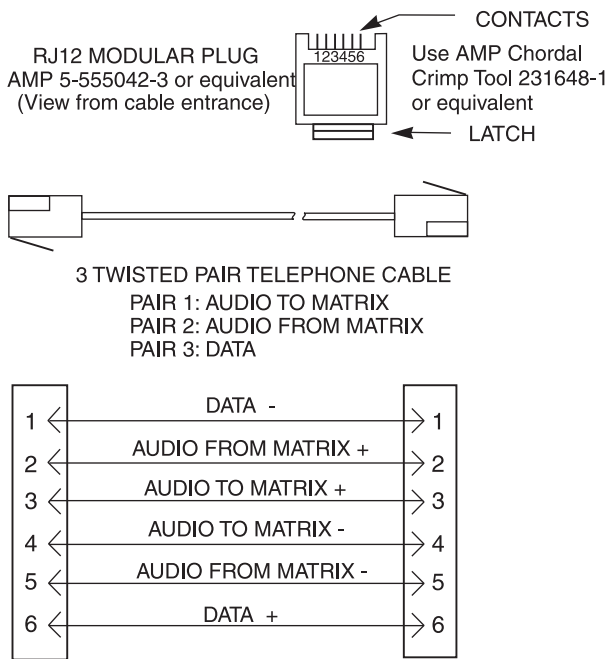 CONTACTS
RJ12 MODULAR PLUG
AMP 5-555042-3 or equivalent
(View from cable entrance)
123456
Use AMP Chordal
Crimp Tool 231648-1
or equivalent
LATCH
3 TWISTED PAIR TELEPHONE CABLE
PAIR 1: AUDIO TO MATRIX
PAIR 2: AUDIO FROM MATRIX
PAIR 3: DATA
1 DATA - 1
2 AUDIO FROM MATRIX + 2
3 AUDIO TO MATRIX + 3
4 AUDIO TO MATRIX - 4
5 AUDIO FROM MATRIX - 5
6 DATA + 6